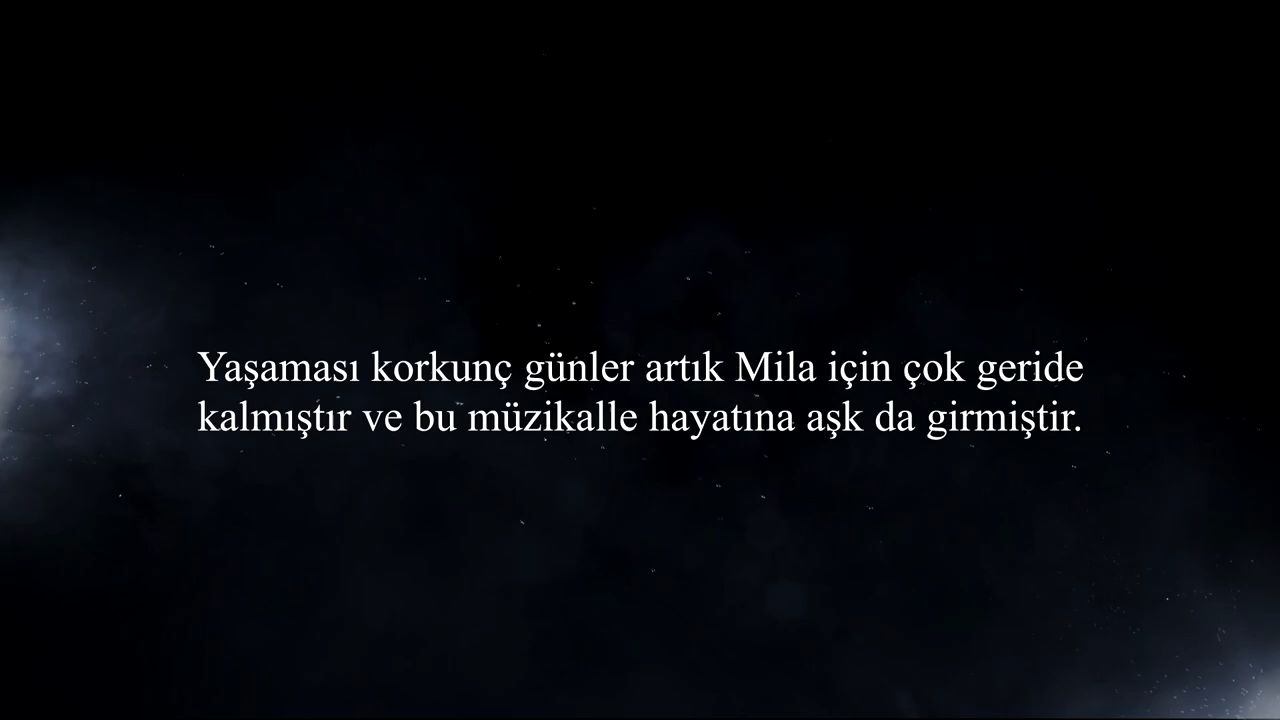 Yaşaması korkunç günler artık Mila için çok geride
kalmıştır ve bu müzikalle hayatına aşk da girmiştir.